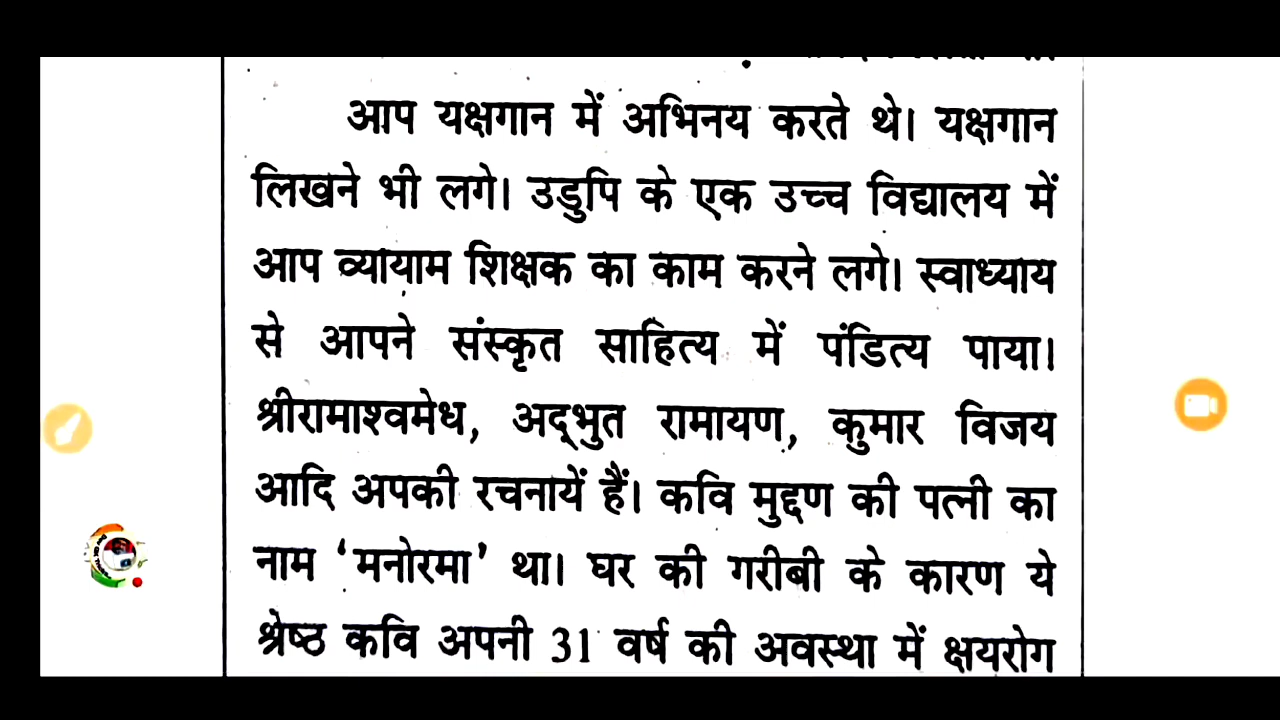 आप यक्षगान में अभिनय करते थे। यक्षगान
लिखने भी लगे। उडुपि के एक उच्च विद्यालय में
आप व्यायाम शिक्षक का काम करने लगे। स्वाध्याय
से आपने संस्कृत साहित्य में पंडित्य पाया।
श्रीरामाश्वमेध, अद्‌भुत रामायण, कुमार विजय
आदि अपकी रचनायें हैं। कवि मुद्दण की पत्नी का
नाम ‘मनोरमा’ था। घर की गरीबी के कारण ये
श्रेष्ठ कवि अपनी 31 वर्ष की अवस्था में क्षयरोग